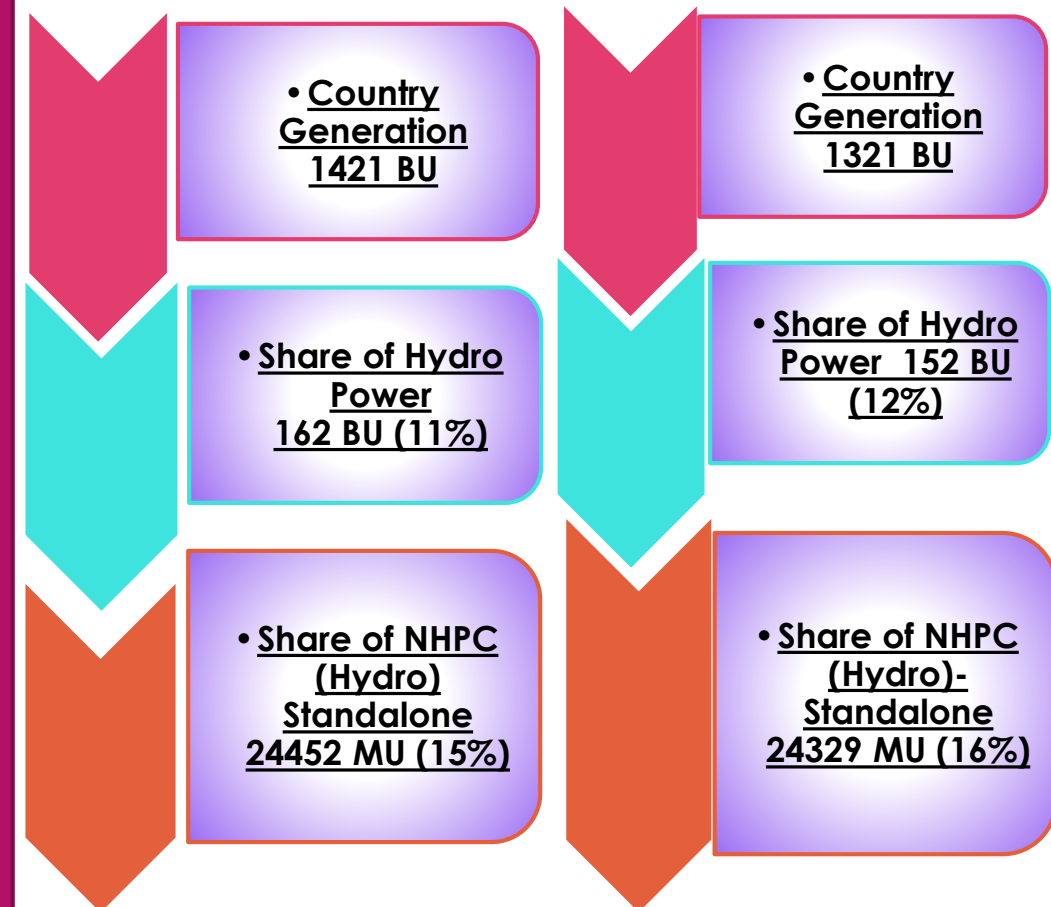 • Country
Generation
1421 BU
• Share of Hydro
Power
162 BU (11%)
• Share of NHPC
(Hydro)
Standalone
24452 MU (15%)
• Country
Generation
1321 BU
• Share of Hydro
Power 152 BU
(12%)
• Share of NHPC
(Hydro)-
Standalone
24329 MU (16%)